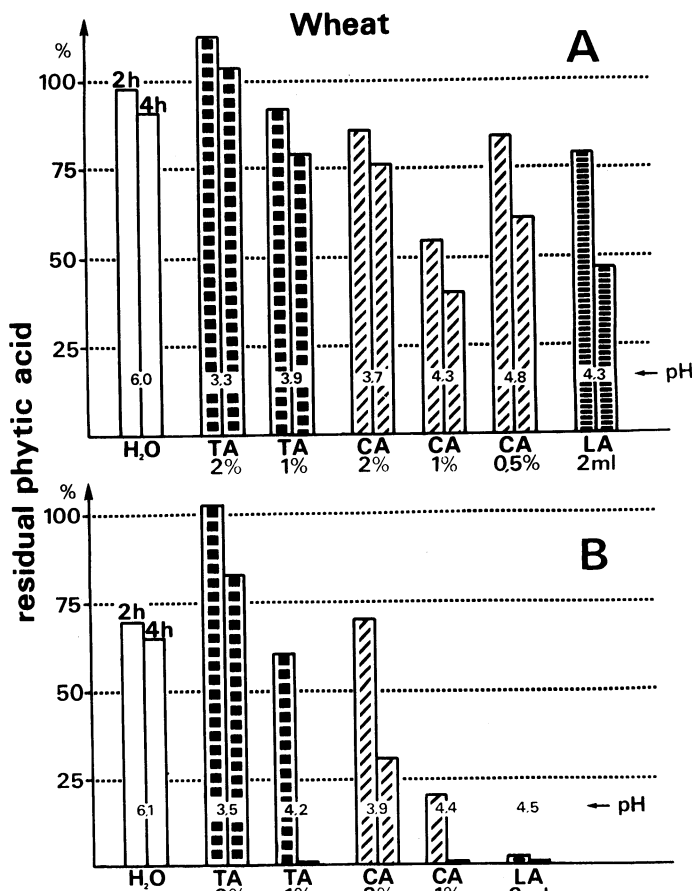 Wheat
A
%
100
75
50
25
2h
4h
6.0
3.3
3.9
3.7
4.3
4.8
4.3
pH
H₂O
TA
2%
TA
1%
CA
2%
CA
1%
CA
0,5%
LA
2ml
residual phytic acid
B
%
100
75
50
25
2h
4h
6.1
3.5
4.2
3.9
4.4
4.5
pH
H₂O
TA
TA
CA
CA
LA